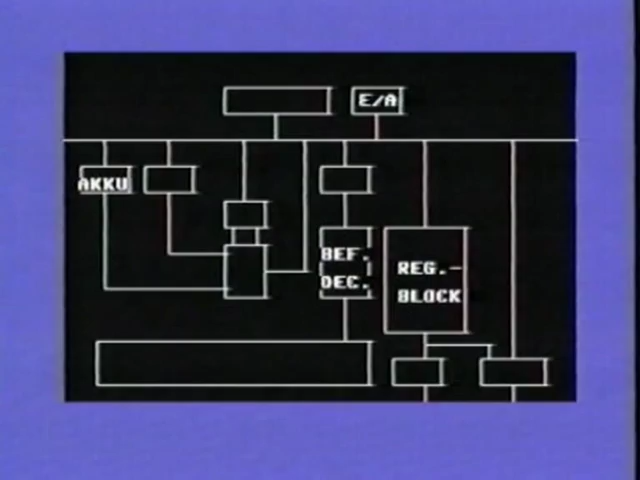 E/A
AKKU
BEF.
DEC.
REG.-
BLOCK